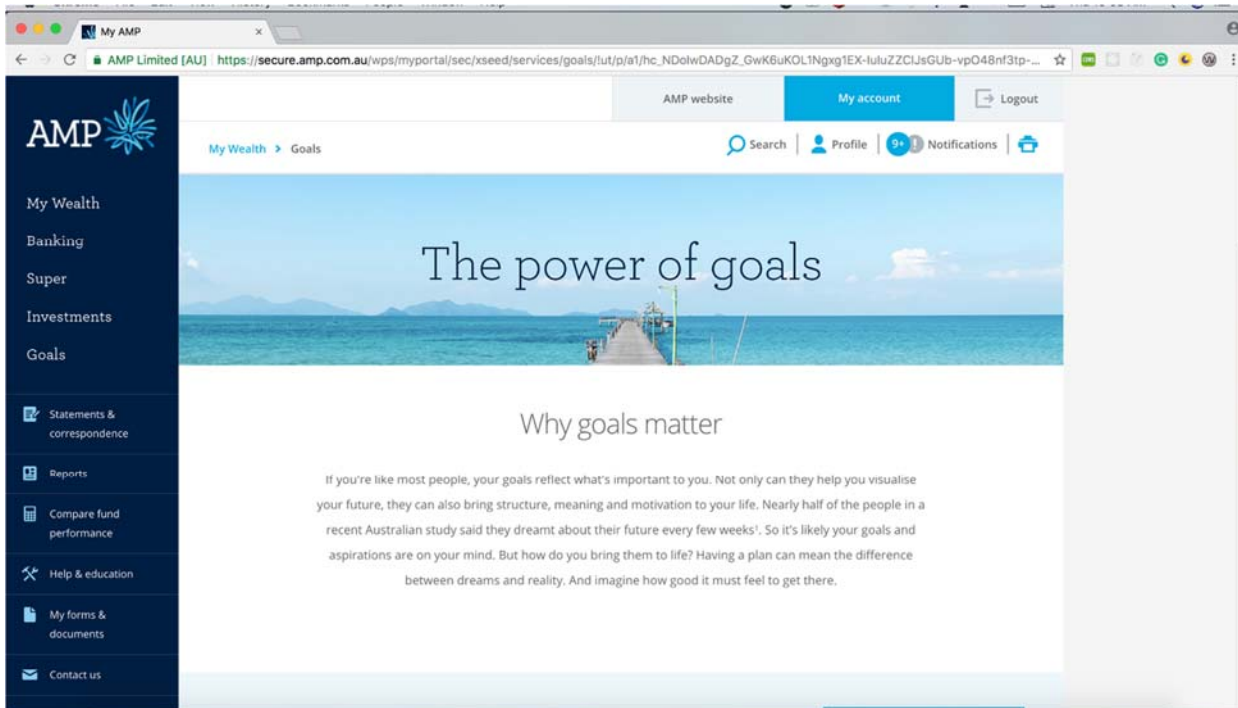 My AMP
AMP Limited [AU] https://secure.amp.com.au/wps/myportal/sec/xseed/services/goals/!ut/p/a1/
AMP website
My account
Logout
AMP
My Wealth > Goals
Search
Profile
9+ ! Notifications
My Wealth
Banking
Super
Investments
Goals
Statements &
correspondence
Reports
Compare fund
performance
Help & education
My forms &
documents
Contact us
The power of goals
Why goals matter
If you're like most people, your goals reflect what's important to you. Not only can they help you visualise
your future, they can also bring structure, meaning and motivation to your life. Nearly half of the people in a
recent Australian study said they dreamt about their future every few weeks¹. So it's likely your goals and
aspirations are on your mind. But how do you bring them to life? Having a plan can mean the difference
between dreams and reality. And imagine how good it must feel to get there.